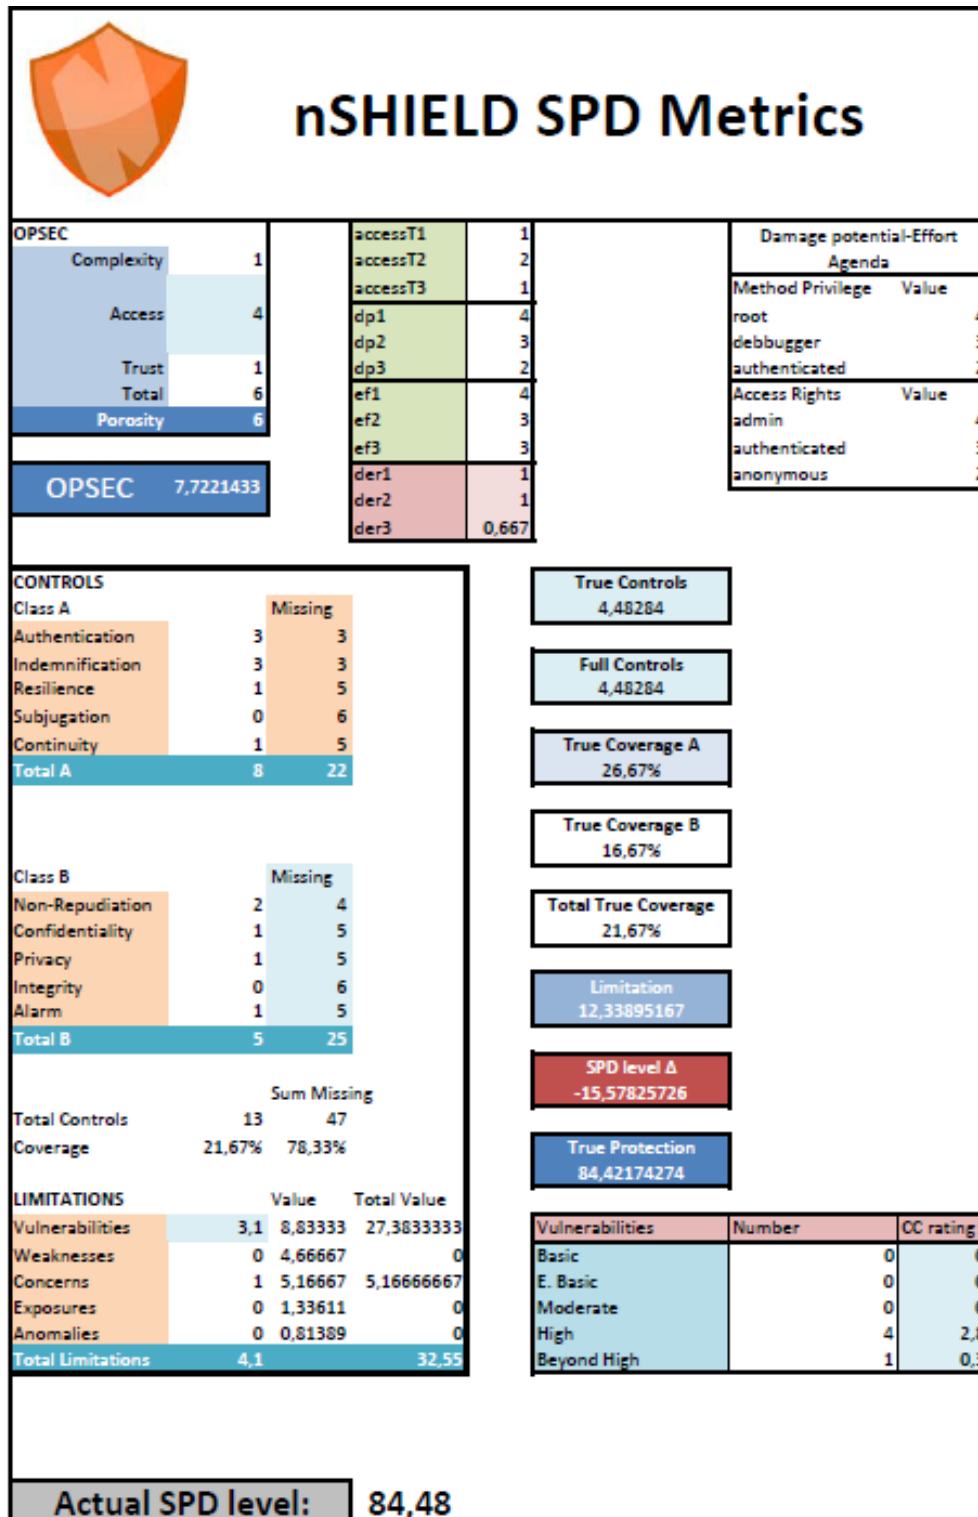 nSHIELD SPD Metrics
OPSEC
Complexity 1
Access 4
Trust 1
Total 6
Porosity 6
OPSEC 7,7221433
accessT1 1
accessT2 2
accessT3 1
dp1 4
dp2 3
dp3 2
ef1 4
ef2 3
ef3 3
der1 1
der2 1
der3 0,667
Damage potential-Effort
Agenda
Method Privilege Value
root
debbugger
authenticated
Access Rights Value
admin
authenticated
anonymous
CONTROLS
Class A Missing
Authentication 3 3
Indemnification 3 3
Resilience 1 5
Subjugation 0 6
Continuity 1 5
Total A 8 22
Class B Missing
Non-Repudiation 2 4
Confidentiality 1 5
Privacy 1 5
Integrity 0 6
Alarm 1 5
Total B 5 25
Sum Missing
Total Controls 13 47
Coverage 21,67% 78,33%
LIMITATIONS Value Total Value
Vulnerabilities 3,1 8,83333 27,3833333
Weaknesses 0 4,66667 0
Concerns 1 5,16667 5,16666667
Exposures 0 1,33611 0
Anomalies 0 0,81389 0
Total Limitations 4,1 32,55
True Controls
4,48284
Full Controls
4,48284
True Coverage A
26,67%
True Coverage B
16,67%
Total True Coverage
21,67%
Limitation
12,33895167
SPD level Δ
-15,57825726
True Protection
84,42174274
Vulnerabilities Number CC rating
Basic 0
E. Basic 0
Moderate 0
High 4
Beyond High 1
Actual SPD level: 84,48